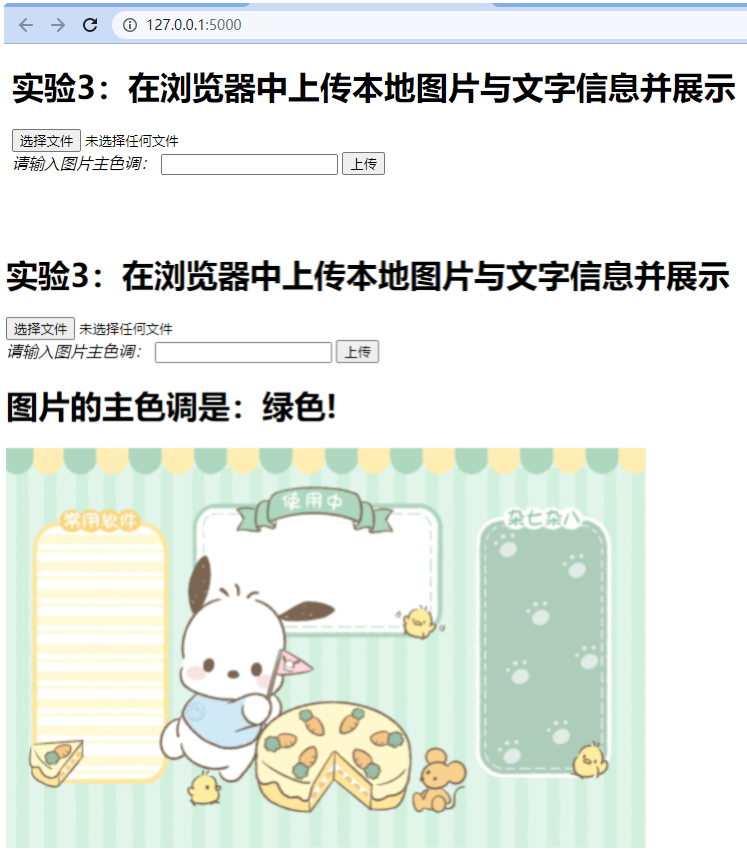 127.0.0.1:5000
实验3：在浏览器中上传本地图片与文字信息并展示
选择文件 未选择任何文件
请输入图片主色调： 上传
实验3：在浏览器中上传本地图片与文字信息并展示
选择文件 未选择任何文件
请输入图片主色调： 上传
图片的主色调是：绿色!
使用中
常用软件
杂七杂八